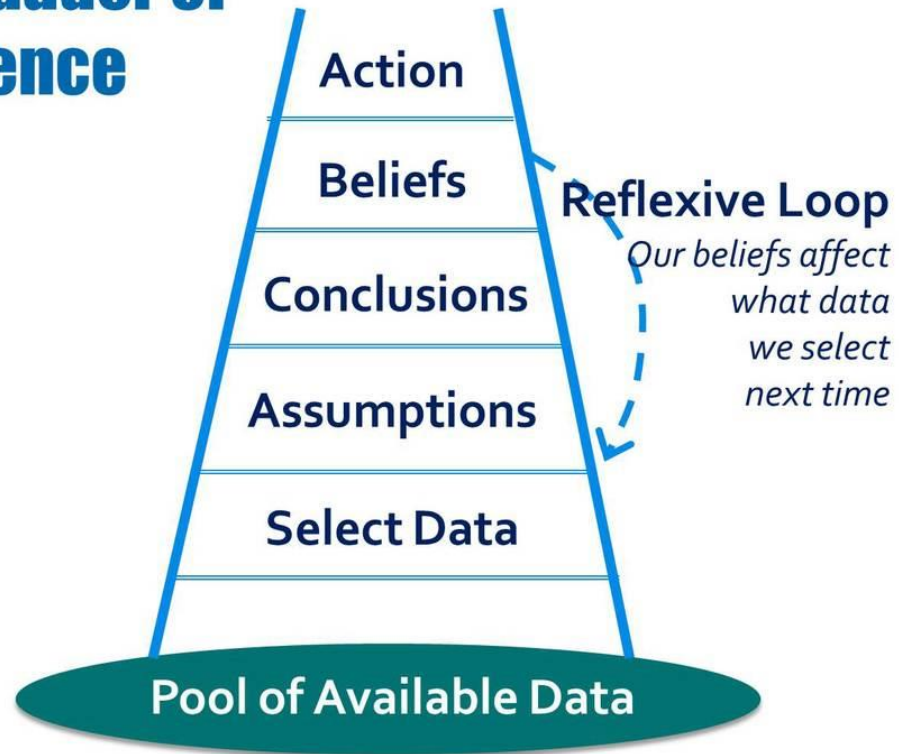 ence
Action
Beliefs
Reflexive Loop
Our beliefs affect
what data
we select
next time
Conclusions
Assumptions
Select Data
Pool of Available Data